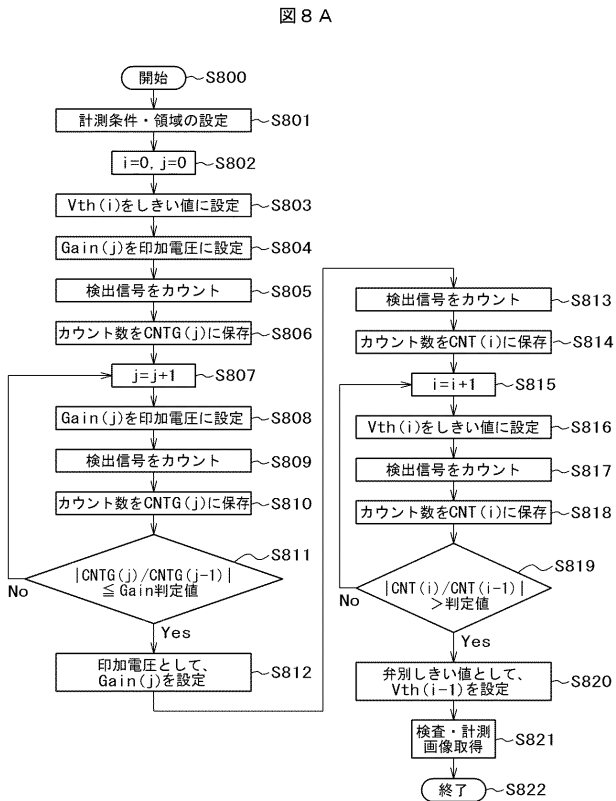 図8A
開始
S800
計測条件・領域の設定
S801
i=0, j=0
S802
Vth(i)をしきい値に設定
S803
Gain(j)を印加電圧に設定
S804
検出信号をカウント
S805
カウント数をCNTG(j)に保存
S806
j=j+1
S807
Gain(j)を印加電圧に設定
S808
検出信号をカウント
S809
カウント数をCNTG(j)に保存
S810
|CNTG(j)/CNTG(j-1)|
≦Gain判定値
S811
No
Yes
印加電圧として、
Gain(j)を設定
S812
検出信号をカウント
S813
カウント数をCNT(i)に保存
S814
i=i+1
S815
Vth(i)をしきい値に設定
S816
検出信号をカウント
S817
カウント数をCNT(i)に保存
S818
|CNT(i)/CNT(i-1)|
＞判定値
S819
No
Yes
弁別しきい値として、
Vth(i-1)を設定
S820
検査・計測
画像取得
S821
終了
S822